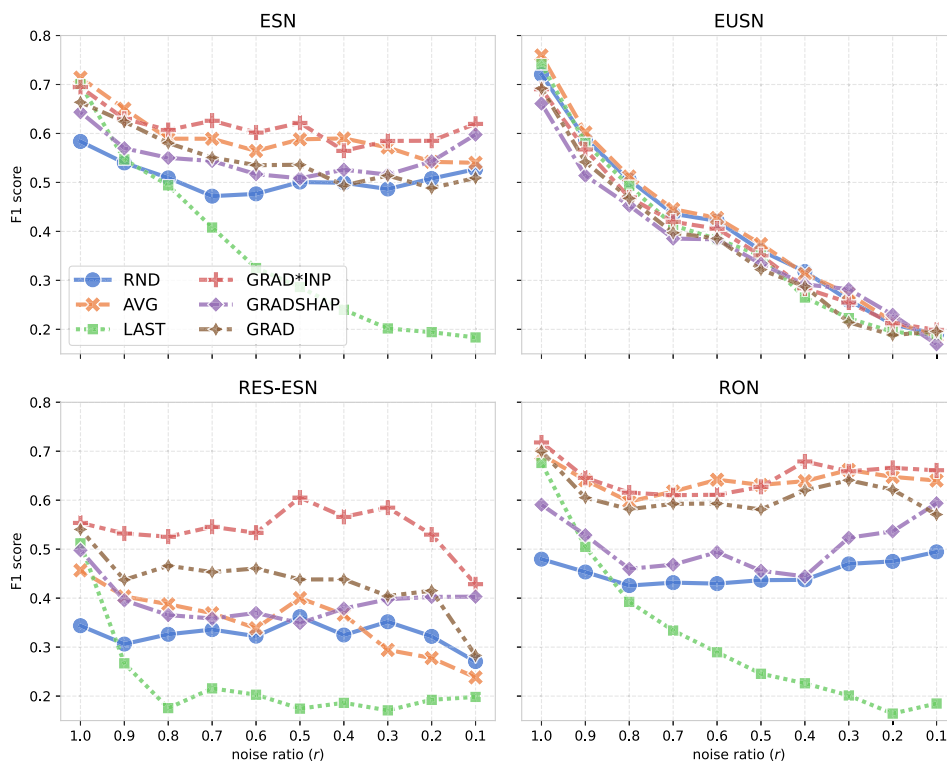 ESN
EUSN
0.8
0.7
0.6
0.5
0.4
0.3
0.2
F1 score
RND
AVG
LAST
GRAD*INP
GRADSHAP
GRAD
RES-ESN
RON
0.8
0.7
0.6
0.5
0.4
0.3
0.2
F1 score
1.0 0.9 0.8 0.7 0.6 0.5 0.4 0.3 0.2 0.1
noise ratio (r)
1.0 0.9 0.8 0.7 0.6 0.5 0.4 0.3 0.2 0.1
noise ratio (r)